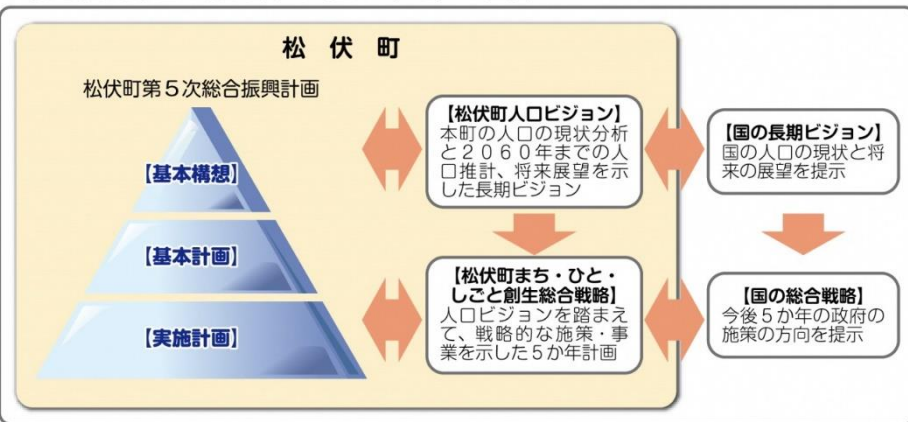 松 伏 町
松伏町第５次総合振興計画
【基本構想】
【基本計画】
【実施計画】
【松伏町人口ビジョン】
本町の人口の現状分析
と２０６０年までの人
口推計、将来展望を示
した長期ビジョン
【国の長期ビジョン】
国の人口の現状と将
来の展望を提示
【松伏町まち・ひと・
しごと創生総合戦略】
人口ビジョンを踏まえ
て、戦略的な施策・事
業を示した５か年計画
【国の総合戦略】
今後５か年の政府の
施策の方向を提示